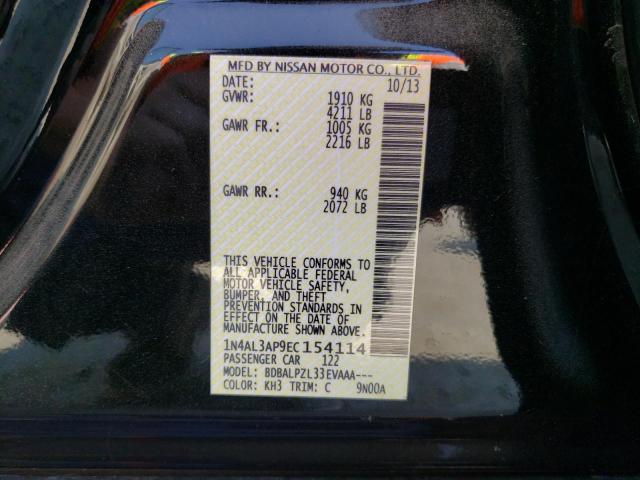 MFD BY NISSAN MOTOR CO., LTD.
DATE: 10/13
GVWR: 1910 KG
4211 LB
GAWR FR.: 1005 KG
2216 LB
GAWR RR.: 940 KG
2072 LB
THIS VEHICLE CONFORMS TO
ALL APPLICABLE FEDERAL
MOTOR VEHICLE SAFETY,
BUMPER, AND THEFT
PREVENTION STANDARDS IN
EFFECT ON THE DATE OF
MANUFACTURE SHOWN ABOVE.
1N4AL3AP9EC154114
PASSENGER CAR 122
MODEL: BDBALPZL33EVAAA---
COLOR: KH3 TRIM: C 9N00A